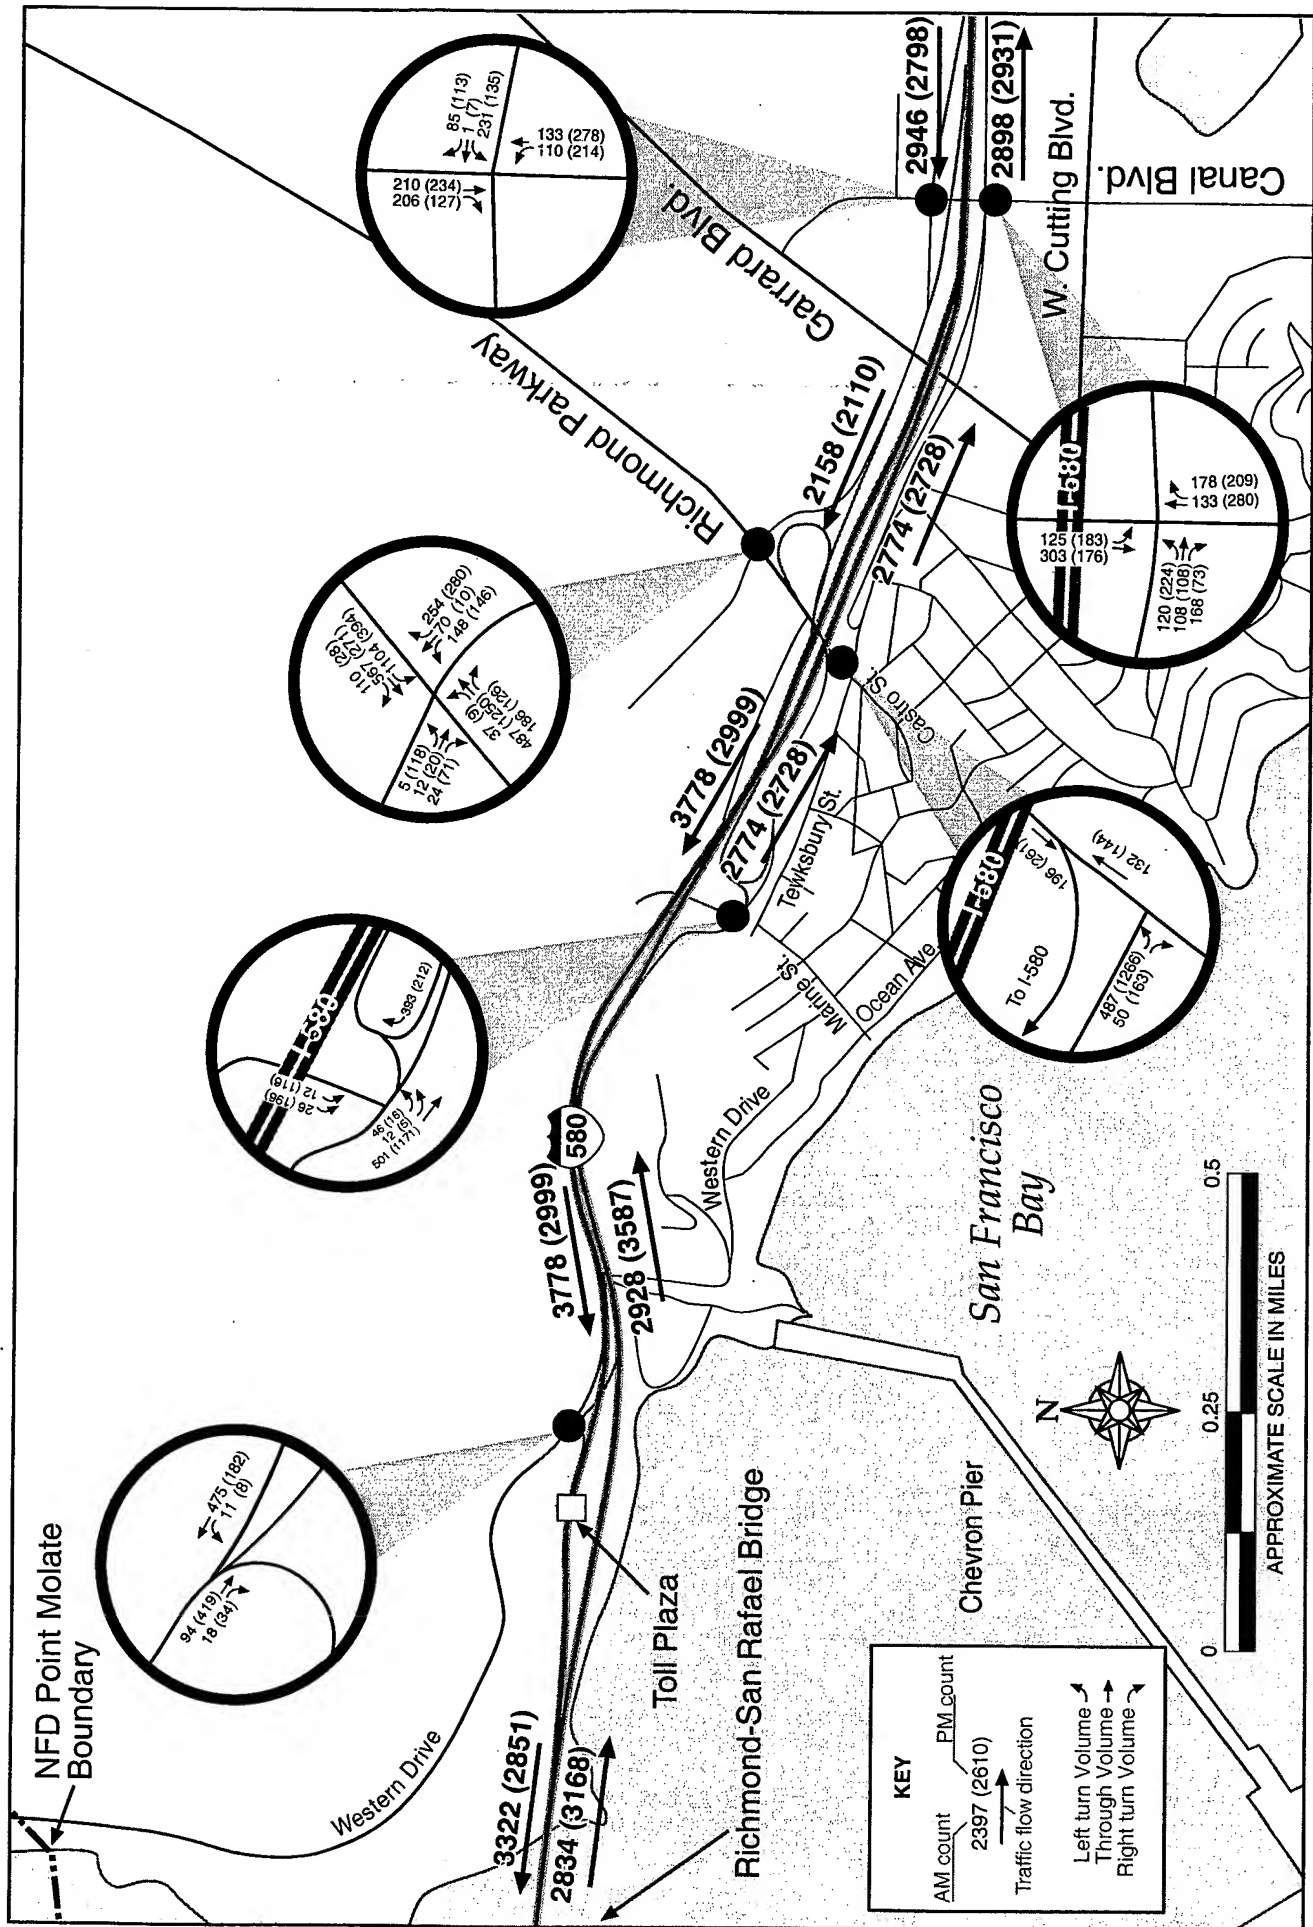 NFD Point Molate
Boundary
Western Drive
3322 (2851)
2834 (3168)
Toll Plaza
Richmond-San Rafael Bridge
94 (419)
18 (34)
475 (182)
11 (8)
3778 (2999)
2928 (3587)
580
Western Drive
I-580
26 (196)
12 (116)
46 (16)
12 (5)
501 (1171)
393 (212)
3778 (2999)
2774 (2728)
Tewksbury St.
Marine St.
Ocean Ave
Castro St.
110 (28)
567 (271)
1104 (394)
254 (280)
70 (10)
148 (146)
5 (118)
12 (20)
24 (71)
37 (9)
487 (1250)
186 (126)
Richmond Parkway
2158 (2110)
2774 (2728)
Garrard Blvd.
210 (234)
206 (127)
85 (113)
1 (7)
231 (135)
133 (278)
110 (214)
2946 (2798)
2898 (2931)
W. Cutting Blvd.
Canal Blvd.
I-580
125 (183)
303 (176)
120 (224)
108 (108)
168 (73)
178 (209)
133 (280)
I-580
To I-580
196 (261)
132 (144)
487 (1266)
50 (163)
San Francisco
Bay
Chevron Pier
N
0
0.25
0.5
APPROXIMATE SCALE IN MILES
KEY
AM count
PM count
2397 (2610)
Traffic flow direction
Left turn Volume
Through Volume
Right turn Volume